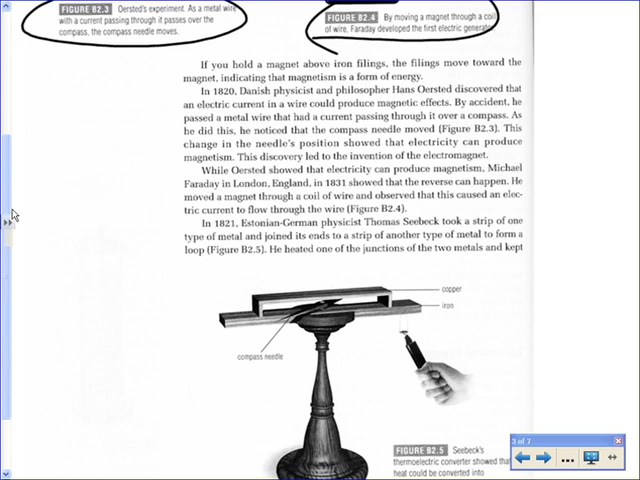 FIGURE B2.3 Oersted's experiment. As a metal wire
with a current passing through it passes over the
compass, the compass needle moves.
FIGURE B2.4 By moving a magnet through a coil
of wire, Faraday developed the first electric generator.
If you hold a magnet above iron filings, the filings move toward the
magnet, indicating that magnetism is a form of energy.
In 1820, Danish physicist and philosopher Hans Oersted discovered that
an electric current in a wire could produce magnetic effects. By accident, he
passed a metal wire that had a current passing through it over a compass. As
he did this, he noticed that the compass needle moved (Figure B2.3). This
change in the needle's position showed that electricity can produce
magnetism. This discovery led to the invention of the electromagnet.
While Oersted showed that electricity can produce magnetism, Michael
Faraday in London, England, in 1831 showed that the reverse can happen. He
moved a magnet through a coil of wire and observed that this caused an elec-
tric current to flow through the wire (Figure B2.4).
In 1821, Estonian-German physicist Thomas Seebeck took a strip of one
type of metal and joined its ends to a strip of another type of metal to form a
loop (Figure B2.5). He heated one of the junctions of the two metals and kept
copper
iron
compass needle
FIGURE B2.5 Seebeck's
thermoelectric converter showed that
heat could be converted into
3 of 7